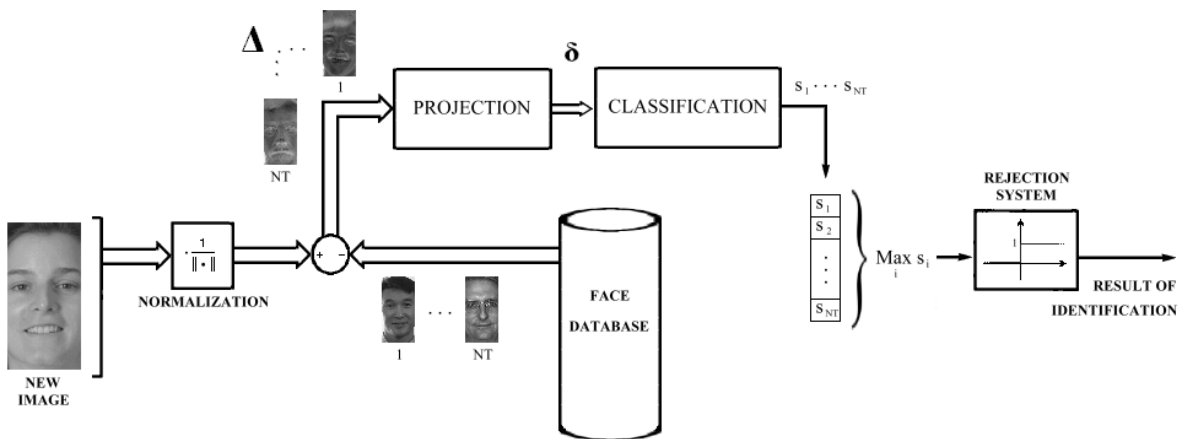 Δ
. . .
1
NT
PROJECTION
δ
CLASSIFICATION
s1 · · · sNT
NEW
IMAGE
· 1 / ‖ • ‖
NORMALIZATION
+ −
1
. . .
NT
FACE
DATABASE
s1
s2
·
·
·
sNT
Max si
i
REJECTION
SYSTEM
1
RESULT OF
IDENTIFICATION